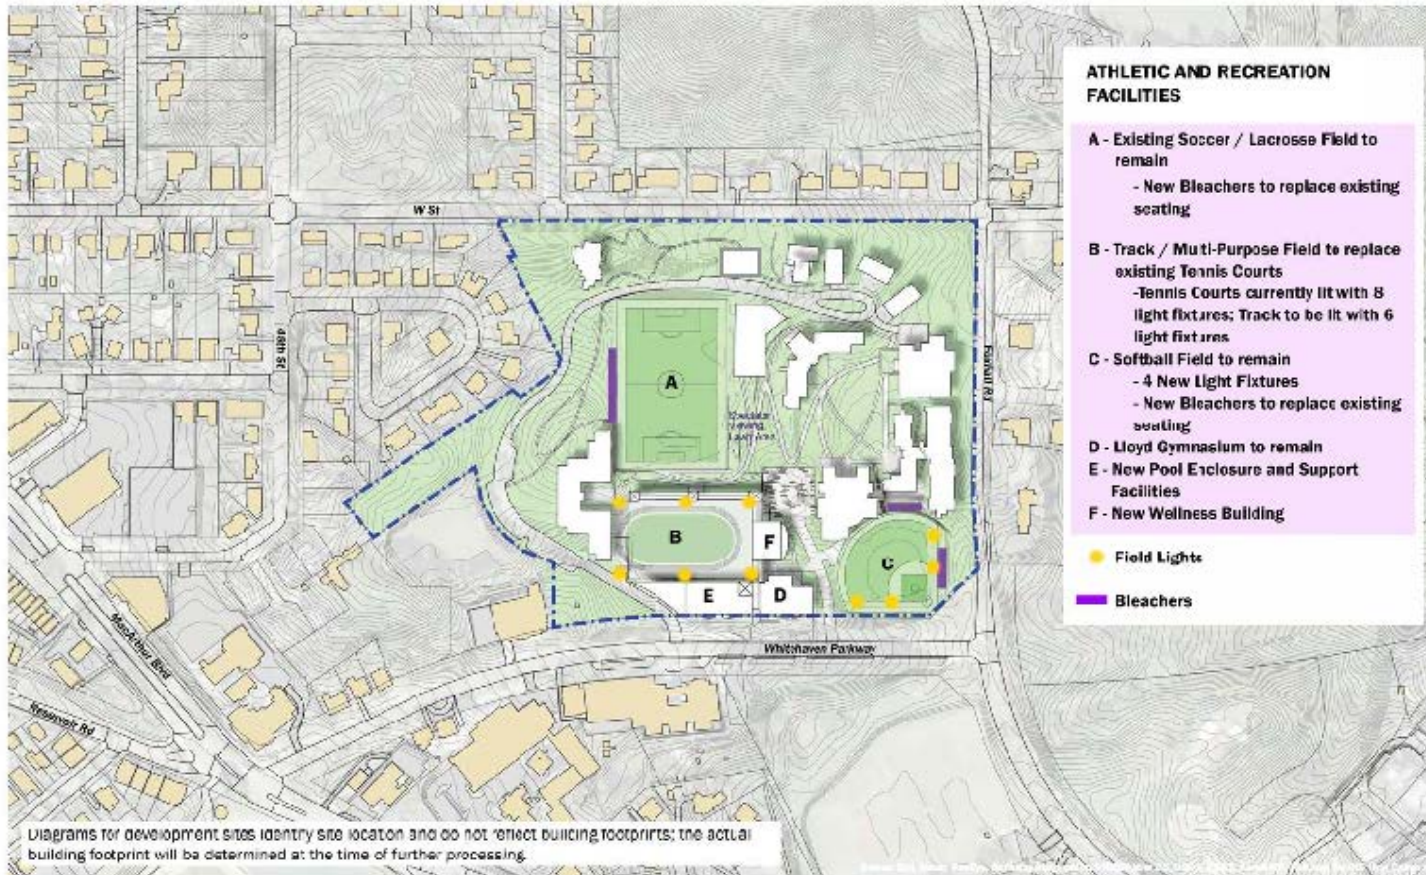 W St
48th St
Foxhall Rd
A
Spectator
Viewing
Lawn Area
B
F
C
E
D
Whitehaven Parkway
MacArthur Blvd
Reservoir Rd
ATHLETIC AND RECREATION
FACILITIES
A - Existing Soccer / Lacrosse Field to
remain
- New Bleachers to replace existing
seating
B - Track / Multi-Purpose Field to replace
existing Tennis Courts
-Tennis Courts currently lit with 8
light fixtures; Track to be lit with 6
light fixtures
C - Softball Field to remain
- 4 New Light Fixtures
- New Bleachers to replace existing
seating
D - Lloyd Gymnasium to remain
E - New Pool Enclosure and Support
Facilities
F - New Wellness Building
Field Lights
Bleachers
Diagrams for development sites identify site location and do not reflect building footprints; the actual
building footprint will be determined at the time of further processing.